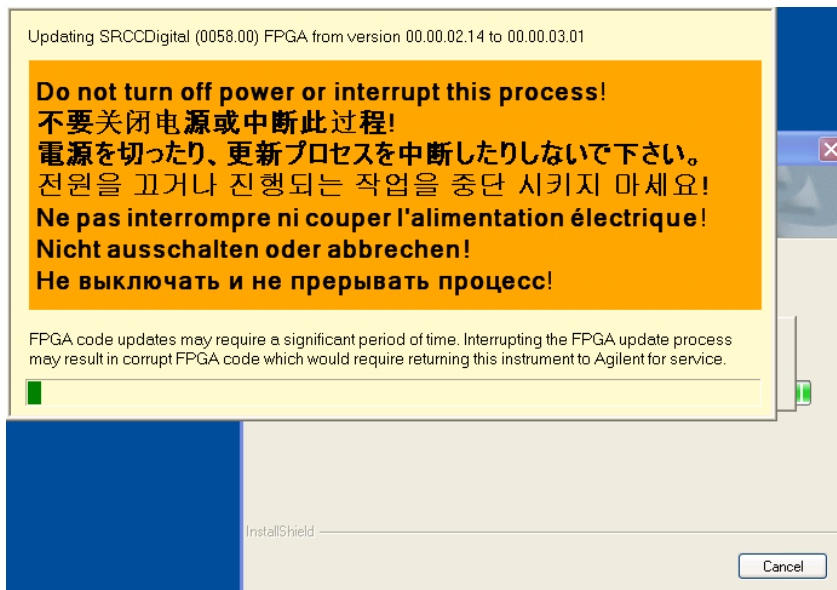 Updating SRCCDigital (0058.00) FPGA from version 00.00.02.14 to 00.00.03.01
Do not turn off power or interrupt this process!
不要关闭电源或中断此过程!
電源を切ったり、更新プロセスを中断したりしないで下さい。
전원을 끄거나 진행되는 작업을 중단 시키지 마세요!
Ne pas interrompre ni couper l'alimentation électrique!
Nicht ausschalten oder abbrechen!
Не выключать и не прерывать процесс!
FPGA code updates may require a significant period of time. Interrupting the FPGA update process
may result in corrupt FPGA code which would require returning this instrument to Agilent for service.
InstallShield
Cancel